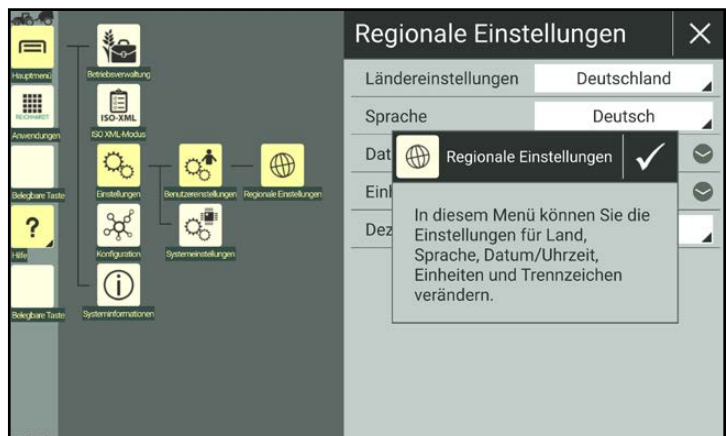 Hauptmenü
REICHHARDT
Anwendungen
Belegbare Taste
?
Hilfe
Belegbare Taste
Betriebsverwaltung
ISO-XML
ISO XML-Modus
Einstellungen
Benutzereinstellungen
Regionale Einstellungen
Konfiguration
Systemeinstellungen
Systeminformationen
Regionale Einstellungen
Ländereinstellungen
Deutschland
Sprache
Deutsch
Dat
Einh
Dez
Regionale Einstellungen
In diesem Menü können Sie die
Einstellungen für Land,
Sprache, Datum/Uhrzeit,
Einheiten und Trennzeichen
verändern.